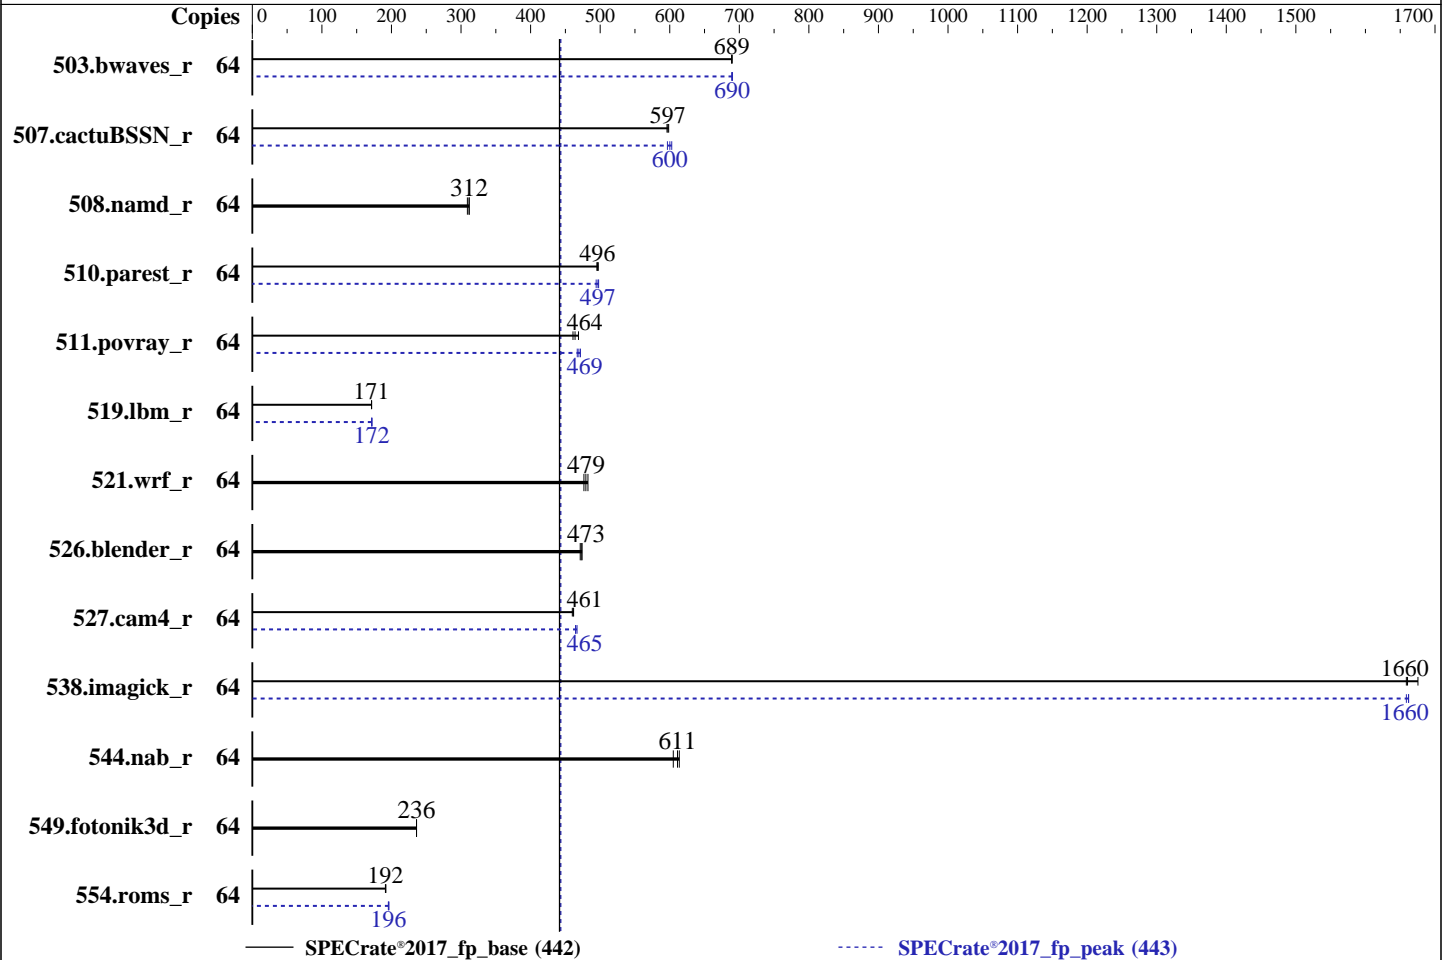 Copies 0 100 200 300 400 500 600 700 800 900 1000 1100 1200 1300 1400 1500 1700
503.bwaves_r 64 689
690
507.cactuBSSN_r 64 597
600
508.namd_r 64 312
510.parest_r 64 496
497
511.povray_r 64 464
469
519.lbm_r 64 171
172
521.wrf_r 64 479
526.blender_r 64 473
527.cam4_r 64 461
465
538.imagick_r 64 1660
1660
544.nab_r 64 611
549.fotonik3d_r 64 236
554.roms_r 64 192
196
SPECrate®2017_fp_base (442) SPECrate®2017_fp_peak (443)